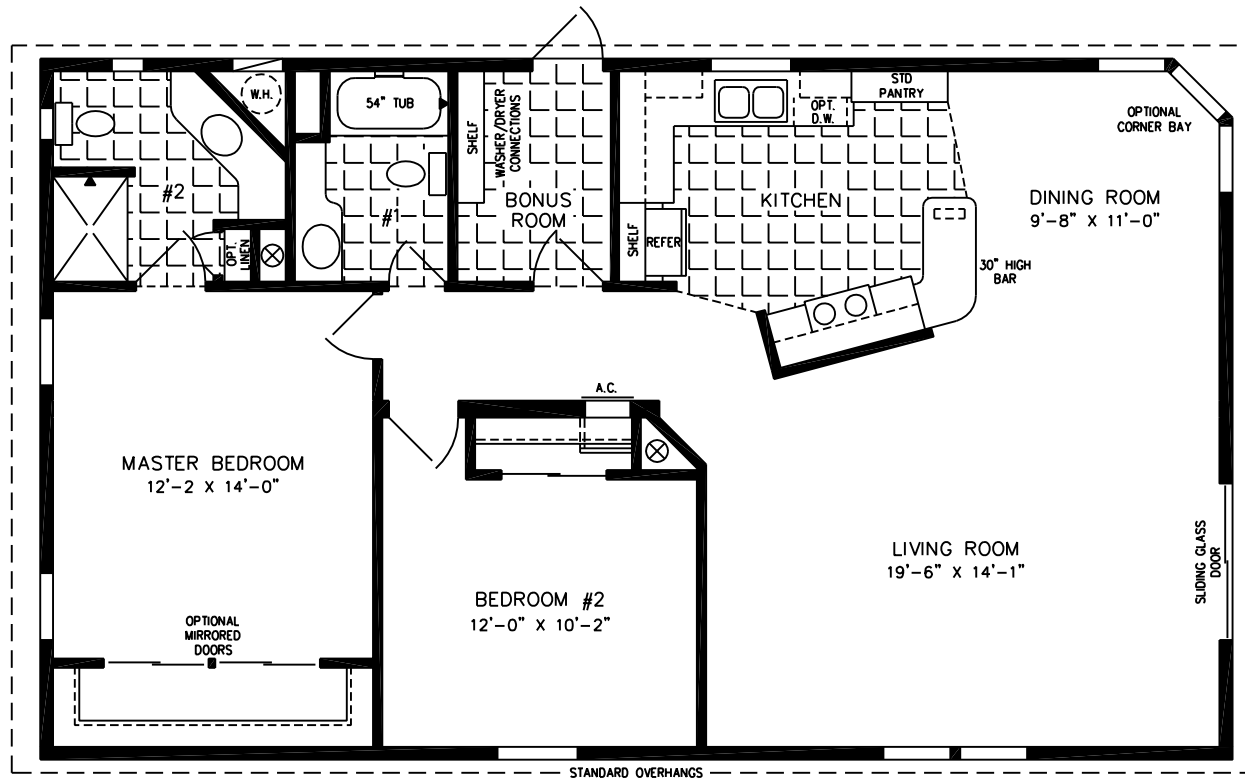 W.H.
54" TUB
SHELF
WASHER/DRYER
CONNECTIONS
STD
PANTRY
OPT.
D.W.
OPTIONAL
CORNER BAY
#2
#1
BONUS
ROOM
KITCHEN
DINING ROOM
9'-8" X 11'-0"
OPT.
LINEN
SHELF
REFER
30" HIGH
BAR
A.C.
MASTER BEDROOM
12'-2 X 14'-0"
LIVING ROOM
19'-6" X 14'-1"
SLIDING GLASS
DOOR
BEDROOM #2
12'-0" X 10'-2"
OPTIONAL
MIRRORED
DOORS
STANDARD OVERHANGS